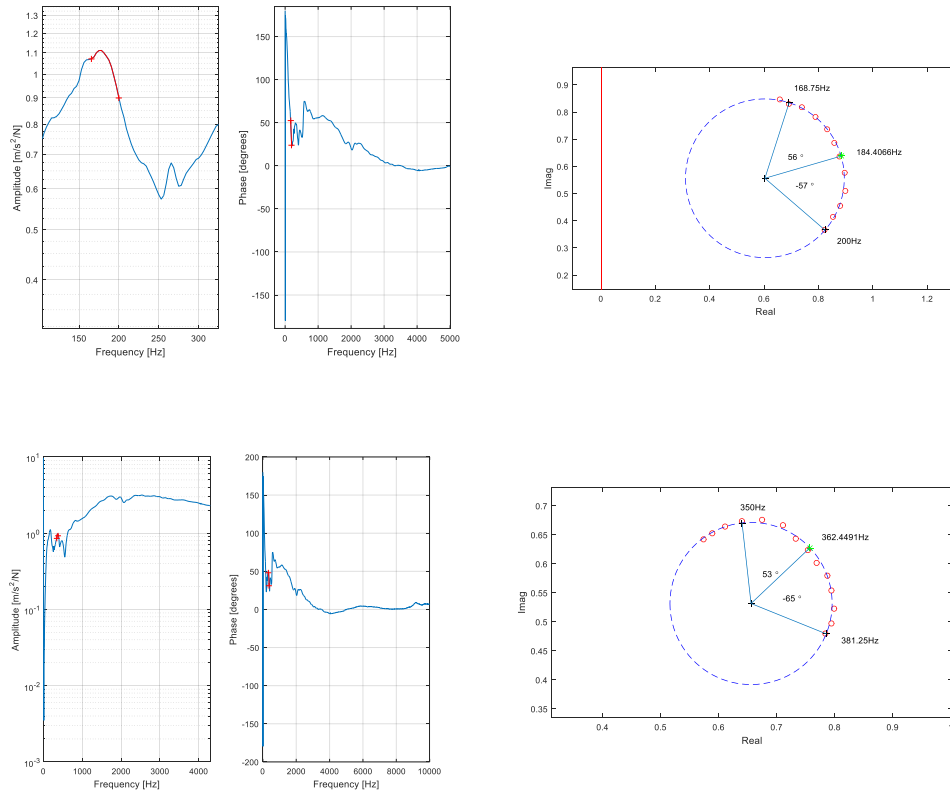 Amplitude [m/s²/N]
1.3
1.2
1.1
1
0.9
0.8
0.7
0.6
0.5
0.4
150 200 250 300
Frequency [Hz]
Phase [degrees]
150
100
50
0
-50
-100
-150
0 1000 2000 3000 4000 5000
Frequency [Hz]
Imag
0.9
0.8
0.7
0.6
0.5
0.4
0.3
0.2
168.75Hz
184.4066Hz
56 °
-57 °
200Hz
0 0.2 0.4 0.6 0.8 1 1.2
Real
Amplitude [m/s²/N]
10¹
10⁰
10⁻¹
10⁻²
10⁻³
0 1000 2000 3000 4000
Frequency [Hz]
Phase [degrees]
200
150
100
50
0
-50
-100
-150
-200
0 2000 4000 6000 8000 10000
Frequency [Hz]
Imag
0.7
0.65
0.6
0.55
0.5
0.45
0.4
0.35
350Hz
362.4491Hz
53 °
-65 °
381.25Hz
0.4 0.5 0.6 0.7 0.8 0.9 1
Real